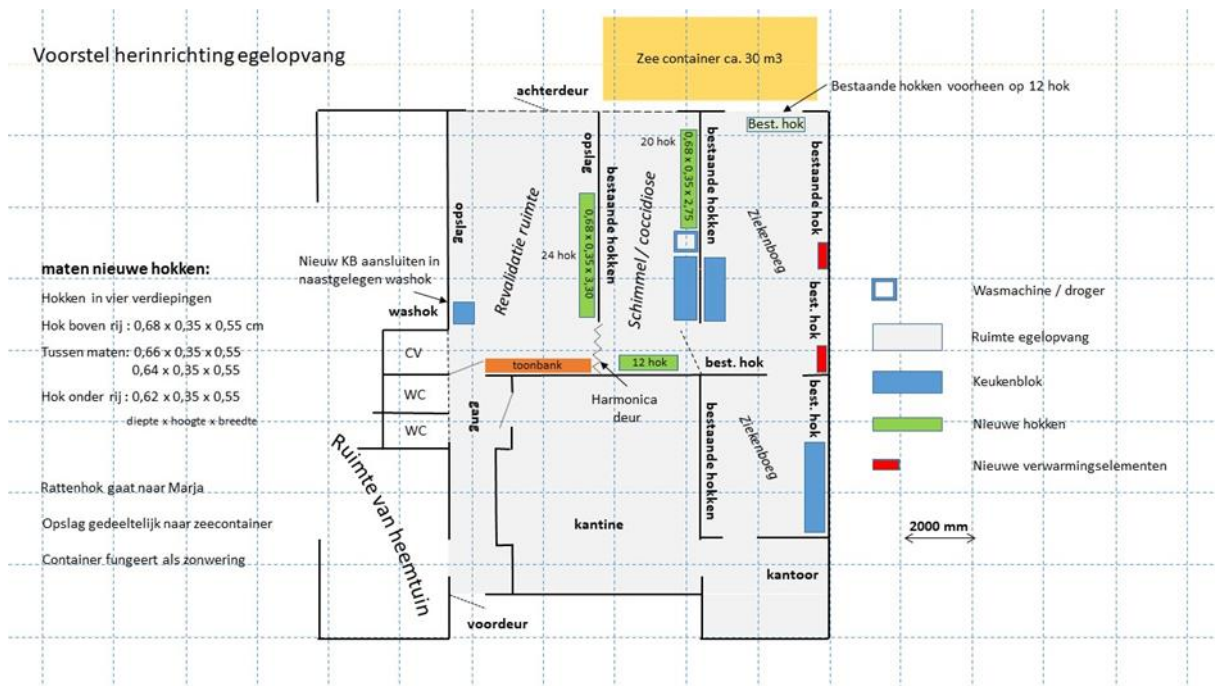 Voorstel herinrichting egelopvang
Zee container ca. 30 m3
achterdeur
Bestaande hokken voorheen op 12 hok
Best. hok
opslag
opslag
bestaande hokken
20 hok
0,68 x 0,35 x 2,75
bestaande hokken
bestaande hok
Revalidatie ruimte
Schimmel / coccidiose
Ziekenboeg
24 hok
0,68 x 0,35 x 3,30
Nieuw KB aansluiten in
naastgelegen washok
washok
best. hok
CV
toonbank
12 hok
best. hok
WC
WC
gang
Harmonica
deur
bestaande hokken
Ziekenboeg
best. hok
kantine
kantoor
voordeur
Ruimte van heemtuin
maten nieuwe hokken:
Hokken in vier verdiepingen
Hok boven rij : 0,68 x 0,35 x 0,55 cm
Tussen maten: 0,66 x 0,35 x 0,55
0,64 x 0,35 x 0,55
Hok onder rij : 0,62 x 0,35 x 0,55
diepte x hoogte x breedte
Rattenhok gaat naar Marja
Opslag gedeeltelijk naar zeecontainer
Container fungeert als zonwering
Wasmachine / droger
Ruimte egelopvang
Keukenblok
Nieuwe hokken
Nieuwe verwarmingselementen
2000 mm